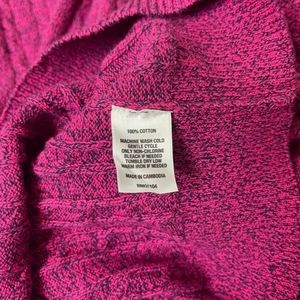 100% COTTON
MACHINE WASH COLD
GENTLE CYCLE
ONLY NON-CHLORINE
BLEACH IF NEEDED
TUMBLE DRY LOW
WARM IRON IF NEEDED
MADE IN CAMBODIA